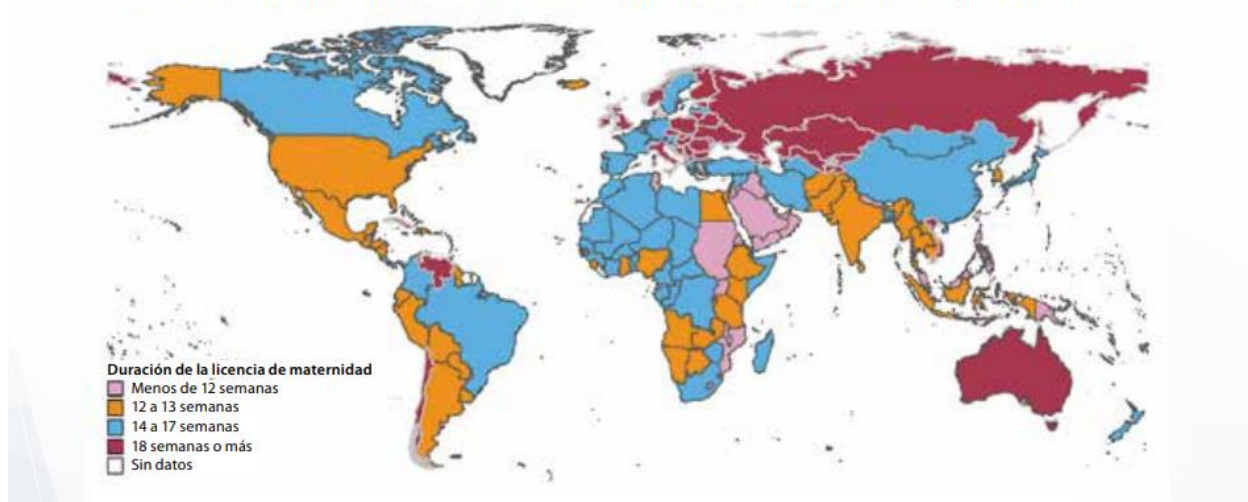 Duración de la licencia de maternidad
Menos de 12 semanas
12 a 13 semanas
14 a 17 semanas
18 semanas o más
Sin datos